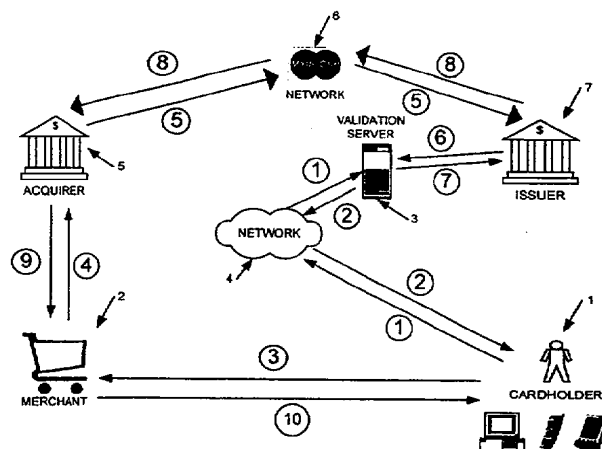 6
8
8
NETWORK
7
5
5
VALIDATION
SERVER
6
$
$
1
7
5
ACQUIRER
2
3
ISSUER
NETWORK
4
9
4
2
2
1
1
3
MERCHANT
CARDHOLDER
10